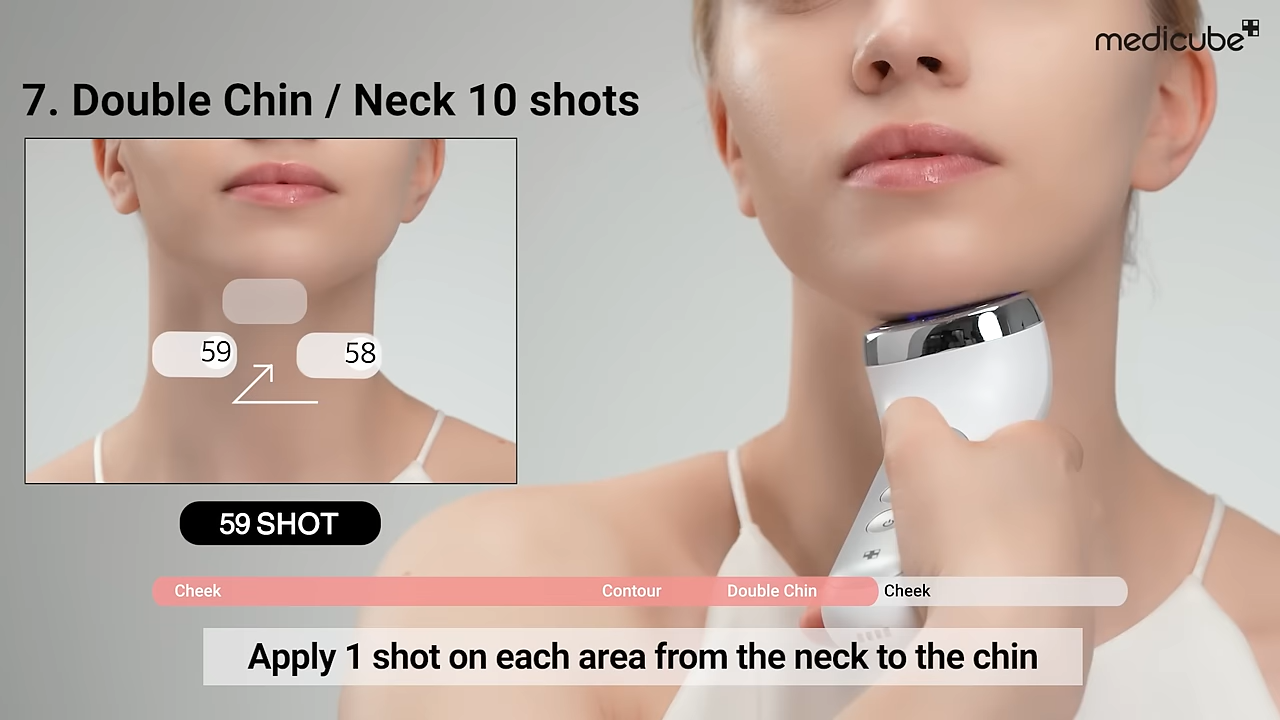 medicube
7. Double Chin / Neck 10 shots
59
58
59 SHOT
Cheek
Contour
Double Chin
Cheek
Apply 1 shot on each area from the neck to the chin